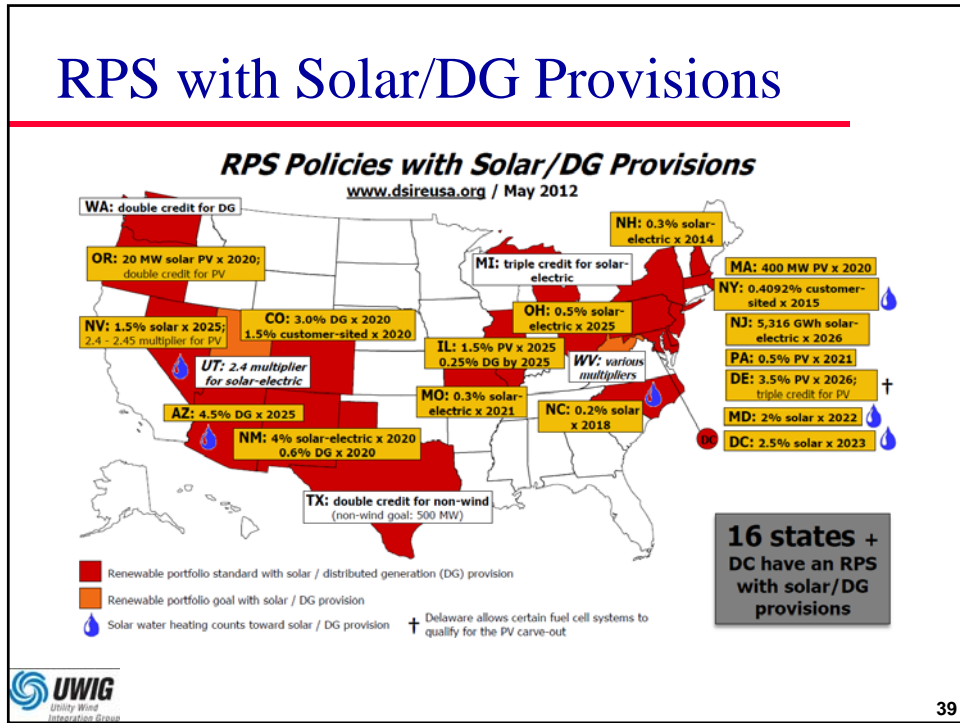 RPS with Solar/DG Provisions
RPS Policies with Solar/DG Provisions
www.dsireusa.org / May 2012
WA: double credit for DG
OR: 20 MW solar PV x 2020;
double credit for PV
NV: 1.5% solar x 2025;
2.4 - 2.45 multiplier for PV
CO: 3.0% DG x 2020
1.5% customer-sited x 2020
UT: 2.4 multiplier
for solar-electric
AZ: 4.5% DG x 2025
NM: 4% solar-electric x 2020
0.6% DG x 2020
TX: double credit for non-wind
(non-wind goal: 500 MW)
MI: triple credit for solar-
electric
OH: 0.5% solar-
electric x 2025
IL: 1.5% PV x 2025
0.25% DG by 2025
WV: various
multipliers
MO: 0.3% solar-
electric x 2021
NC: 0.2% solar
x 2018
NH: 0.3% solar-
electric x 2014
MA: 400 MW PV x 2020
NY: 0.4092% customer-
sited x 2015
NJ: 5,316 GWh solar-
electric x 2026
PA: 0.5% PV x 2021
DE: 3.5% PV x 2026;
triple credit for PV
†
MD: 2% solar x 2022
DC
DC: 2.5% solar x 2023
16 states +
DC have an RPS
with solar/DG
provisions
Renewable portfolio standard with solar / distributed generation (DG) provision
Renewable portfolio goal with solar / DG provision
Solar water heating counts toward solar / DG provision
† Delaware allows certain fuel cell systems to
qualify for the PV carve-out
UWIG
Utility Wind
Integration Group
39